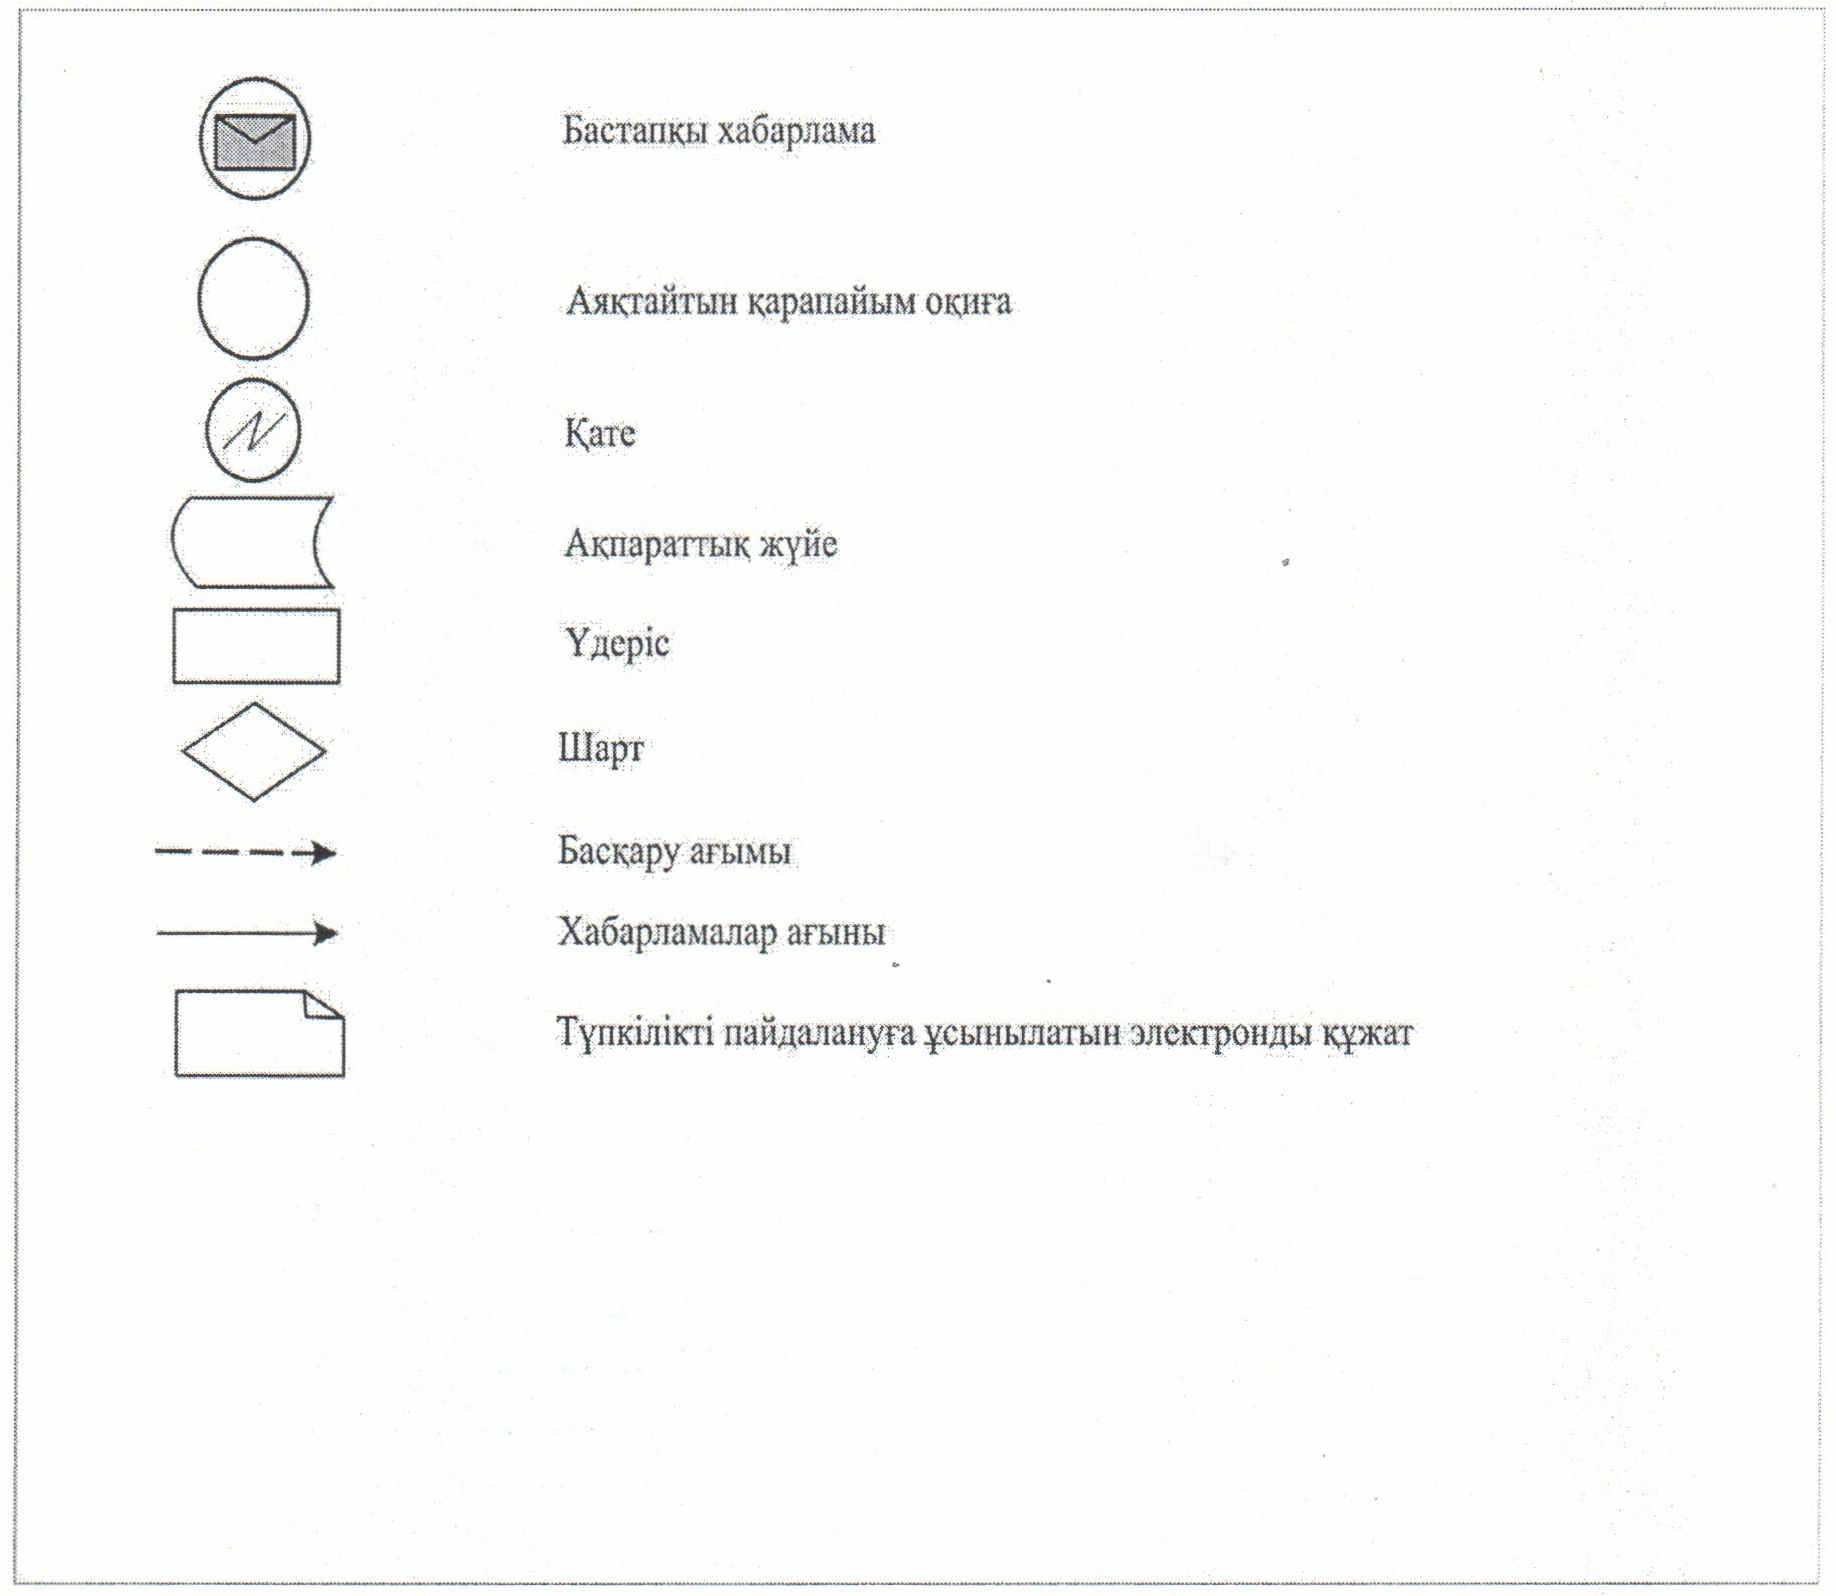 Бастапқы хабарлама
Аяқтайтын қарапайым оқиға
Қате
Ақпараттық жүйе
Үдеріс
Шарт
Басқару ағымы
Хабарламалар ағыны
Түпкілікті пайдалануға ұсынылатын электронды құжат